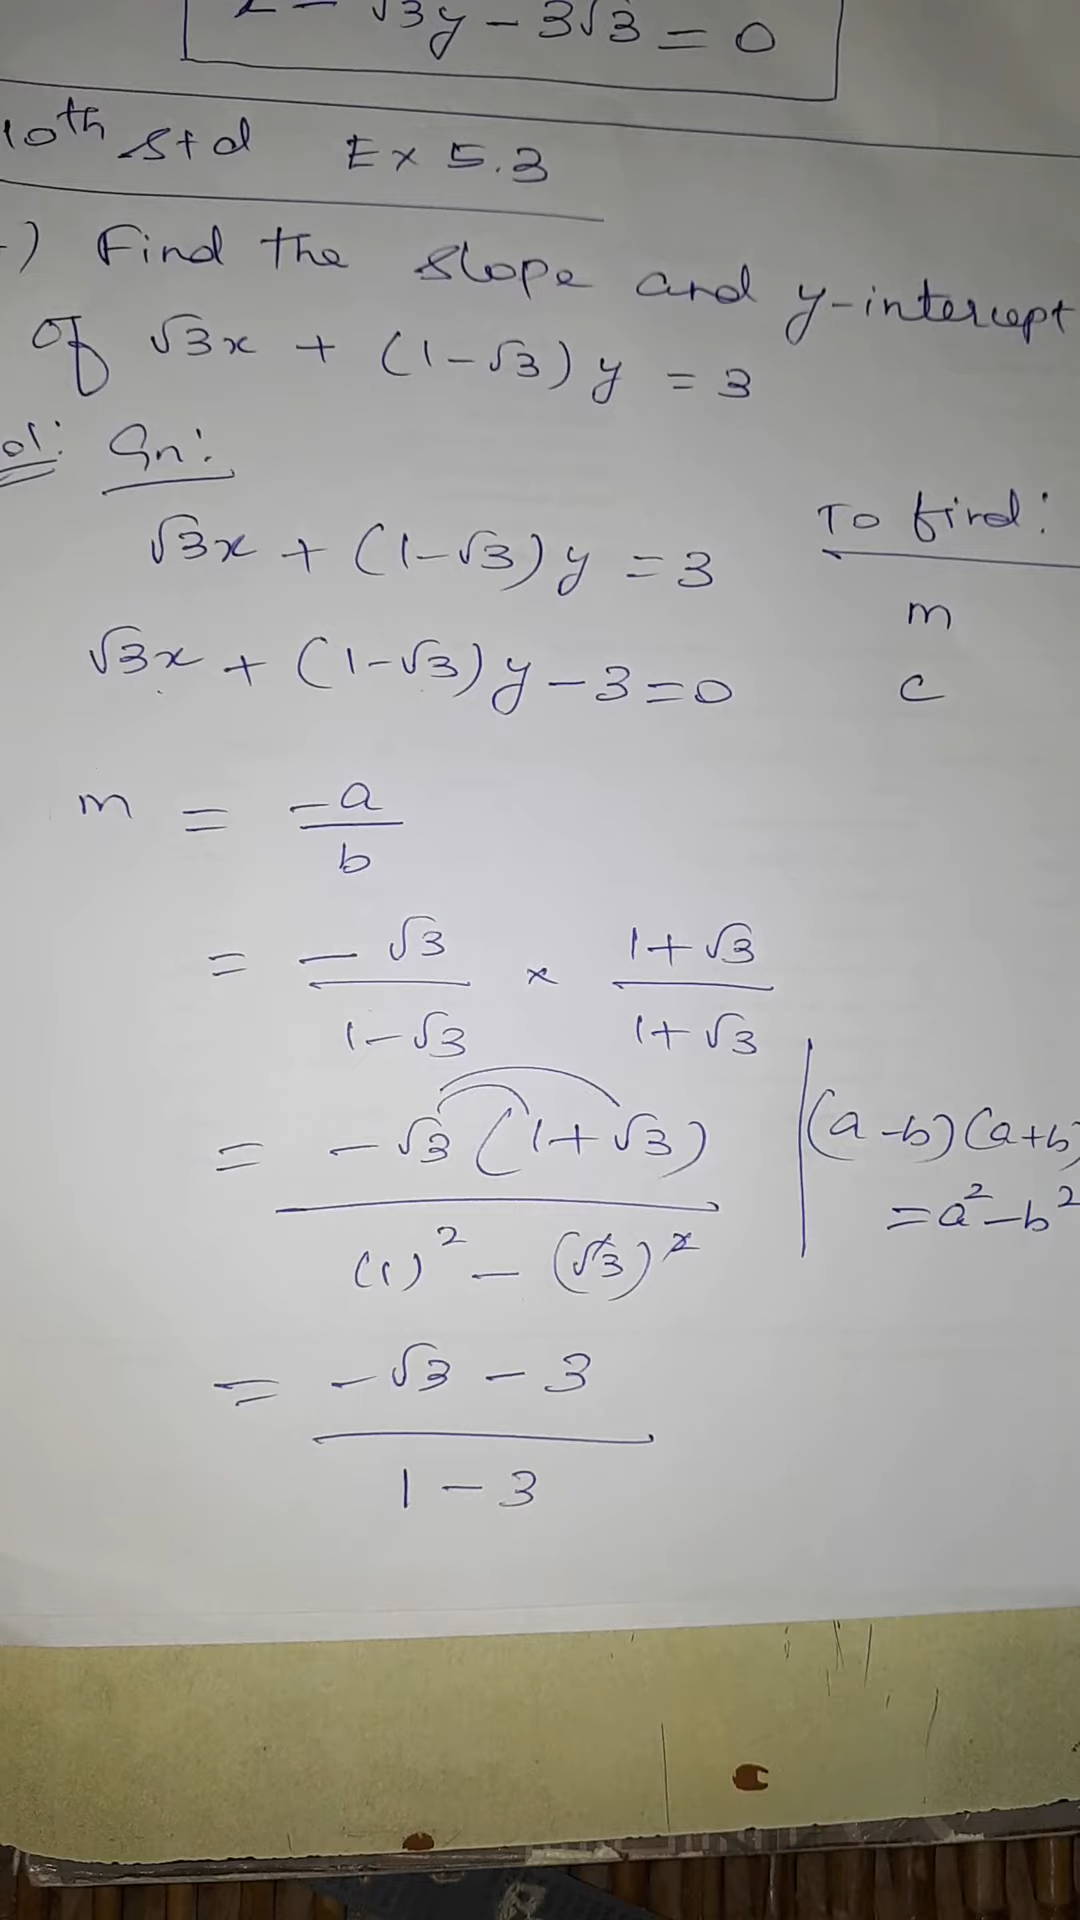 √3y - 3√3 = 0
10th std Ex 5.3
) Find the slope and y-intercept
of √3x + (1-√3) y = 3
ol: Gn:
√3x + (1-√3) y = 3
To find:
√3x + (1-√3) y - 3 = 0
m
c
m = -a/b
= -√3/1-√3 × 1+√3/1+√3
= -√3 (1+√3)/(1)² - (√3)²
(a-b) (a+b)
= a² - b²
= -√3 - 3/1 - 3